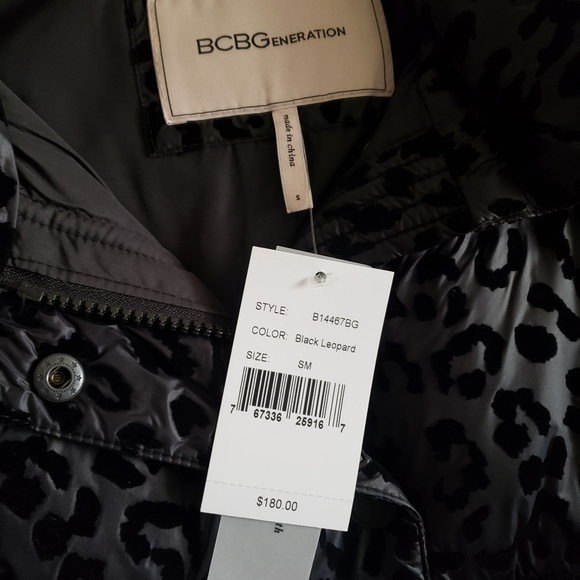 BCBGENERATION
made in china
S
STYLE: B14467BG
COLOR: Black Leopard
SIZE: SM
7 67336 25916 7
$180.00